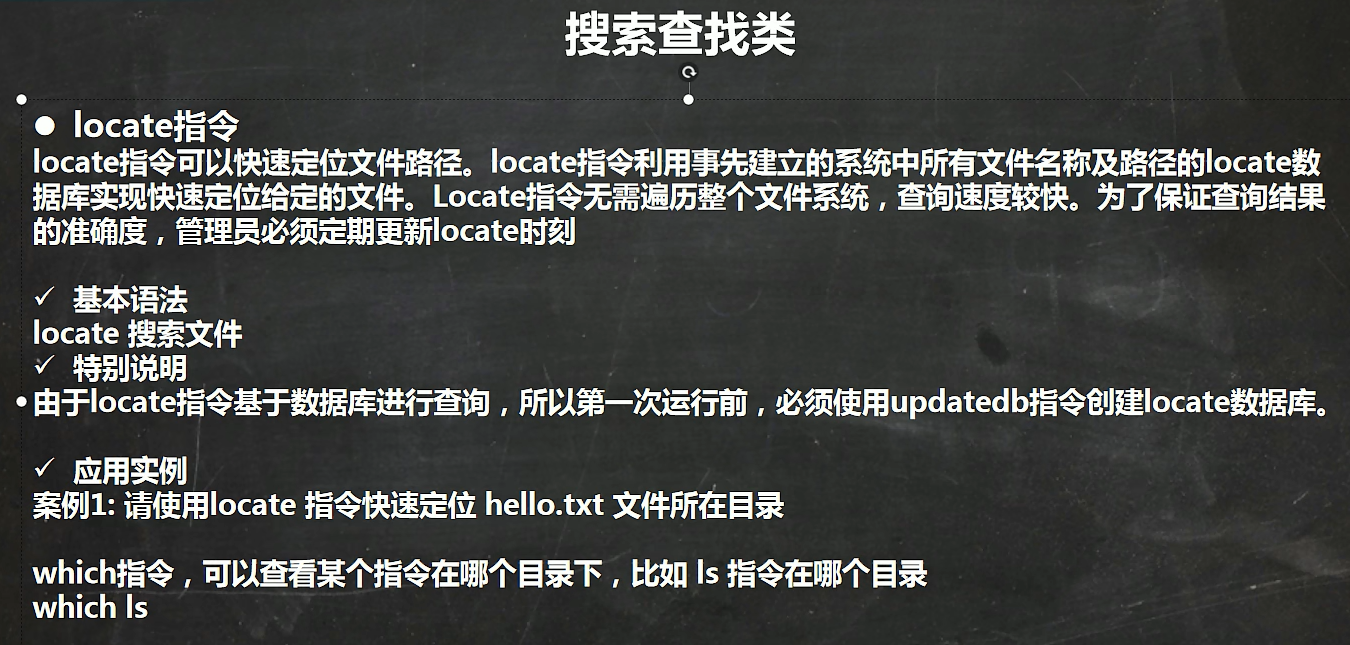 搜索查找类
● locate指令
locate指令可以快速定位文件路径。locate指令利用事先建立的系统中所有文件名称及路径的locate数
据库实现快速定位给定的文件。Locate指令无需遍历整个文件系统，查询速度较快。为了保证查询结果
的准确度，管理员必须定期更新locate时刻
✓ 基本语法
locate 搜索文件
✓ 特别说明
由于locate指令基于数据库进行查询，所以第一次运行前，必须使用updatedb指令创建locate数据库。
✓ 应用实例
案例1: 请使用locate 指令快速定位 hello.txt 文件所在目录
which指令，可以查看某个指令在哪个目录下，比如 ls 指令在哪个目录
which ls